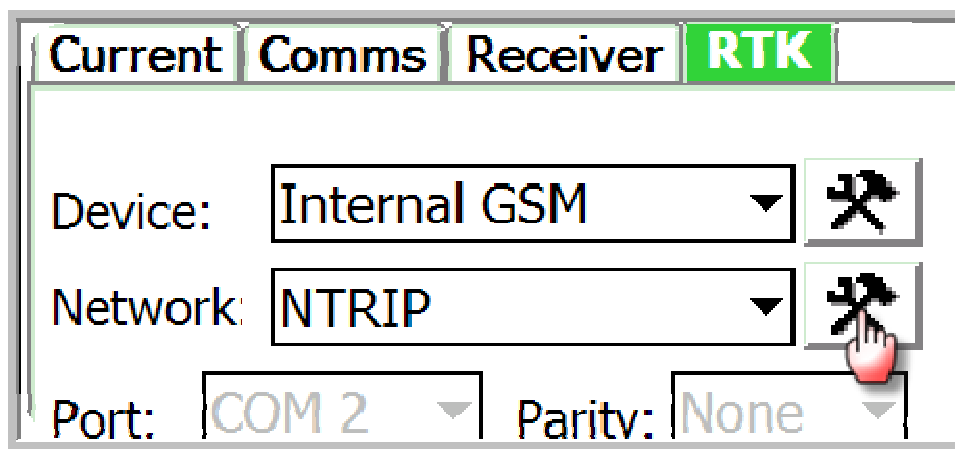 Current Comms Receiver RTK
Device: Internal GSM
Network: NTRIP
Port: COM 2 Parity: None